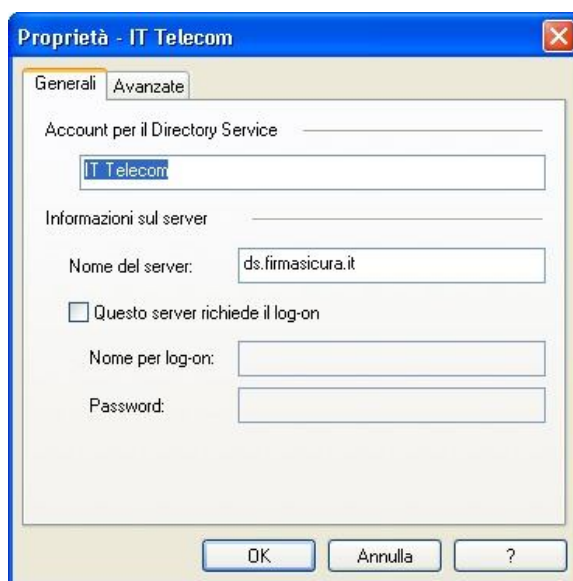 Proprietà - IT Telecom
Generali Avanzate
Account per il Directory Service
IT Telecom
Informazioni sul server
Nome del server: ds.firmasicura.it
Questo server richiede il log-on
Nome per log-on:
Password:
OK Annulla ?